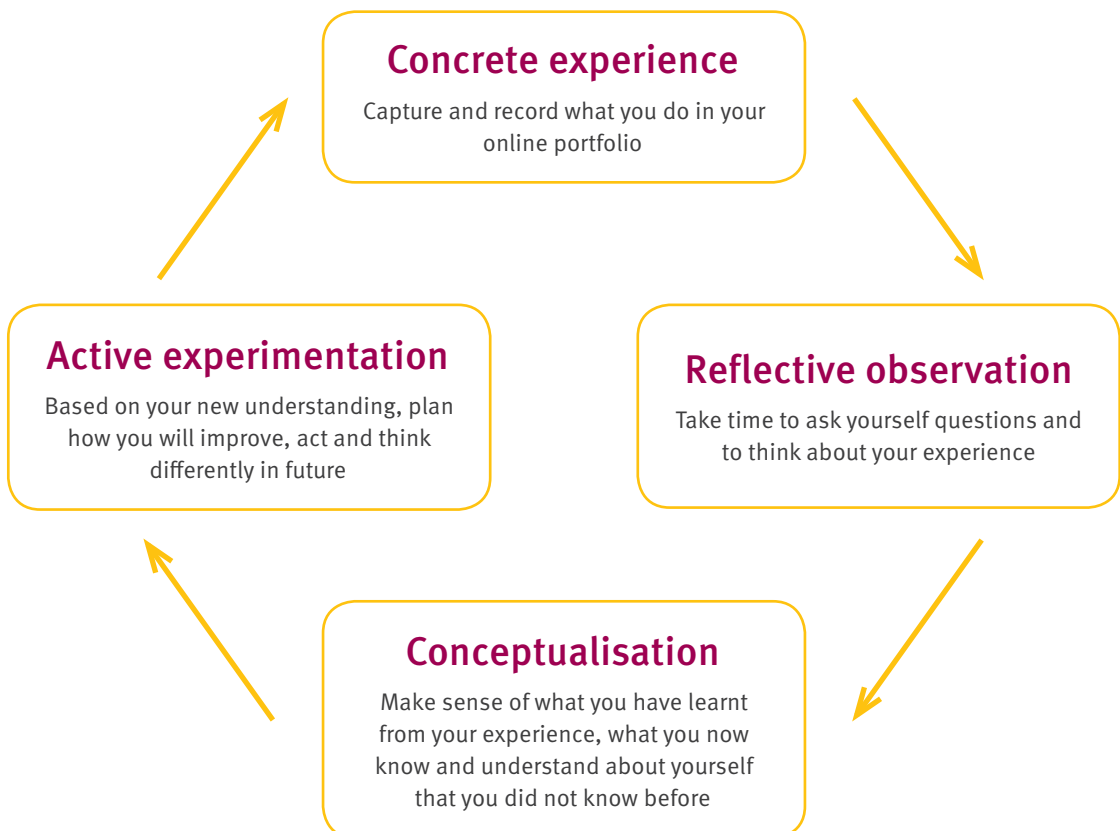 Concrete experience
Capture and record what you do in your
online portfolio
Reflective observation
Take time to ask yourself questions and
to think about your experience
Conceptualisation
Make sense of what you have learnt
from your experience, what you now
know and understand about yourself
that you did not know before
Active experimentation
Based on your new understanding, plan
how you will improve, act and think
differently in future